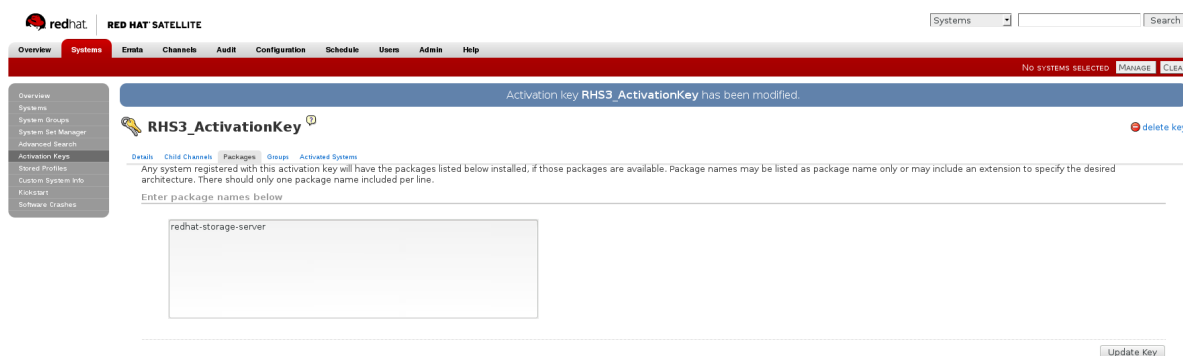 redhat. RED HAT SATELLITE
Systems Search
Overview Systems Errata Channels Audit Configuration Schedule Users Admin Help
NO SYSTEMS SELECTED MANAGE CLEA
Overview
Systems
System Groups
System Set Manager
Advanced Search
Activation Keys
Stored Profiles
Custom System Info
Kickstart
Software Crashes
Activation key RHS3_ActivationKey has been modified.
RHS3_ActivationKey ?
delete key
Details Child Channels Packages Groups Activated Systems
Any system registered with this activation key will have the packages listed below installed, if those packages are available. Package names may be listed as package name only or may include an extension to specify the desired
architecture. There should only one package name included per line.
Enter package names below
redhat-storage-server
Update Key